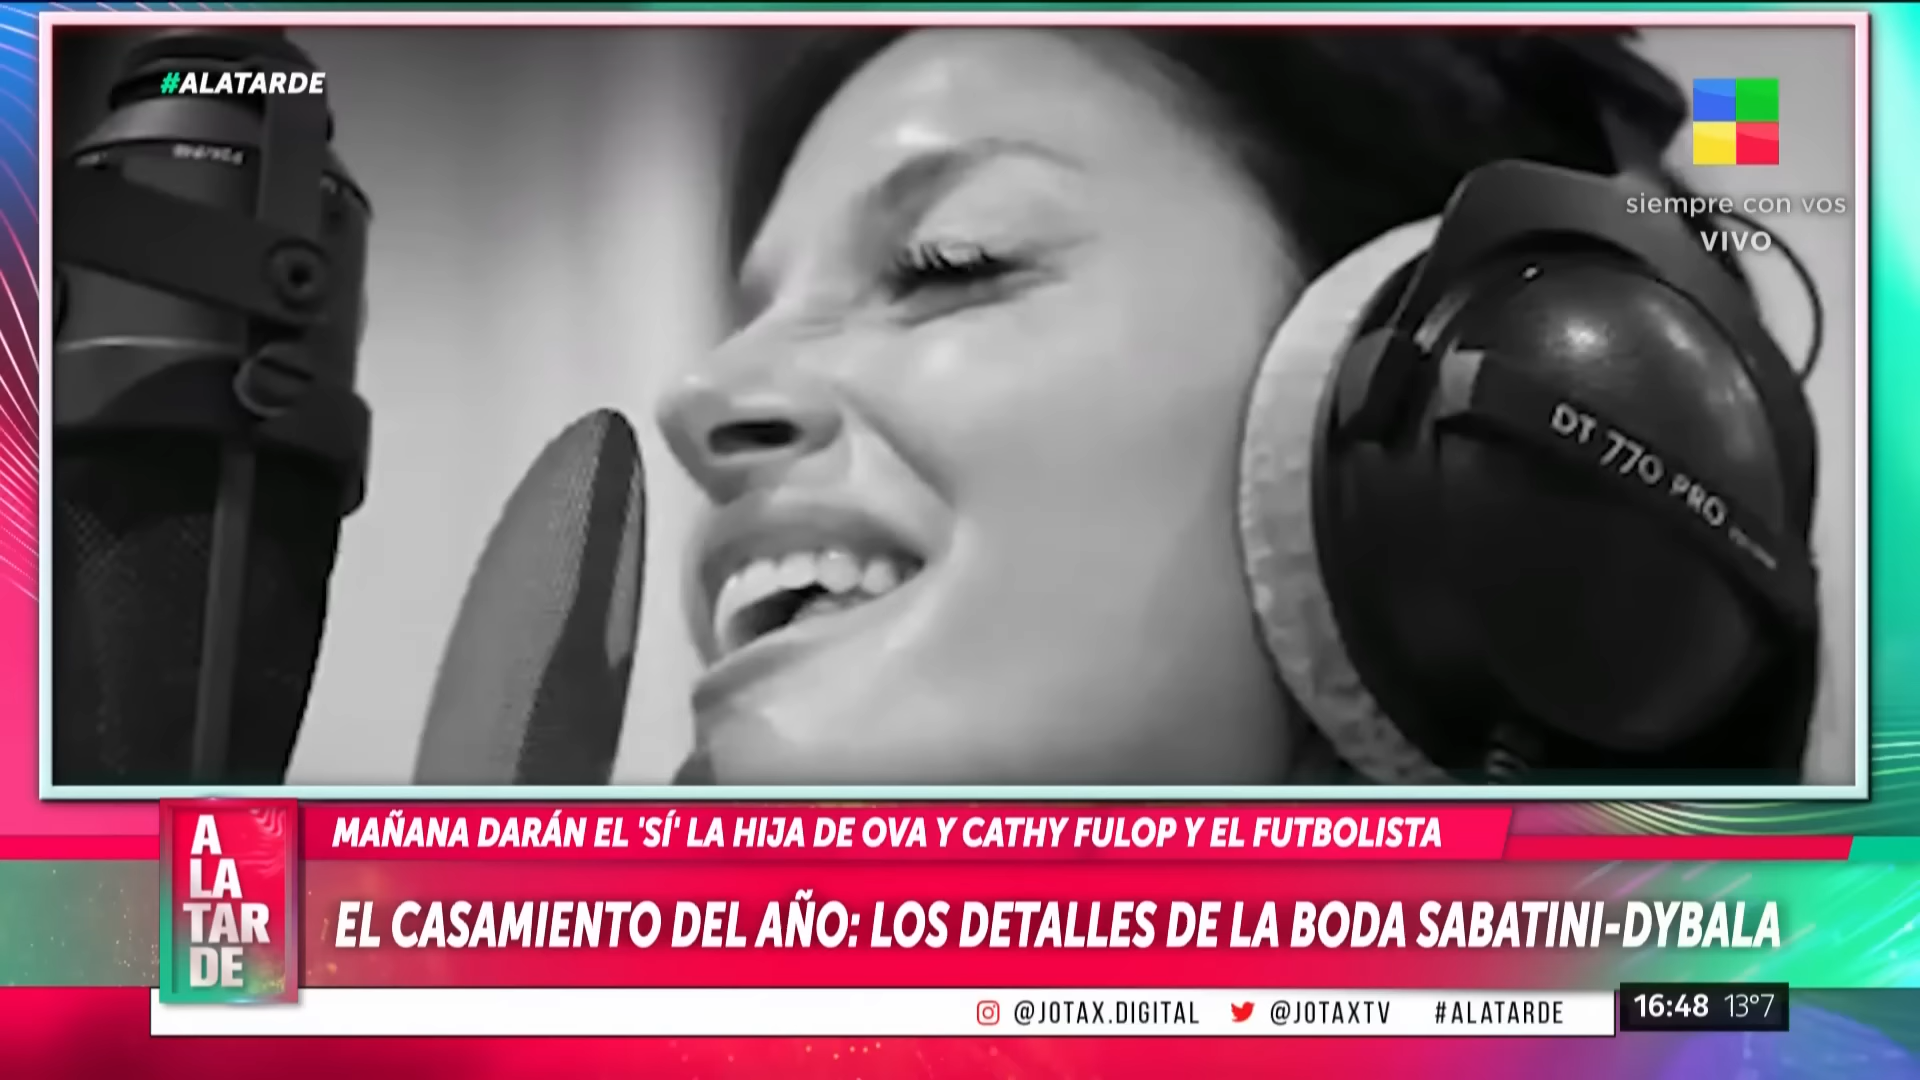 #ALATARDE
siempre con vos
VIVO
DT 770 PRO
MAÑANA DARÁN EL 'SÍ' LA HIJA DE OVA Y CATHY FULOP Y EL FUTBOLISTA
A
LA
TAR
DE
EL CASAMIENTO DEL AÑO: LOS DETALLES DE LA BODA SABATINI-DYBALA
@JOTAX.DIGITAL @JOTAXTV #ALATARDE
16:48 13°7